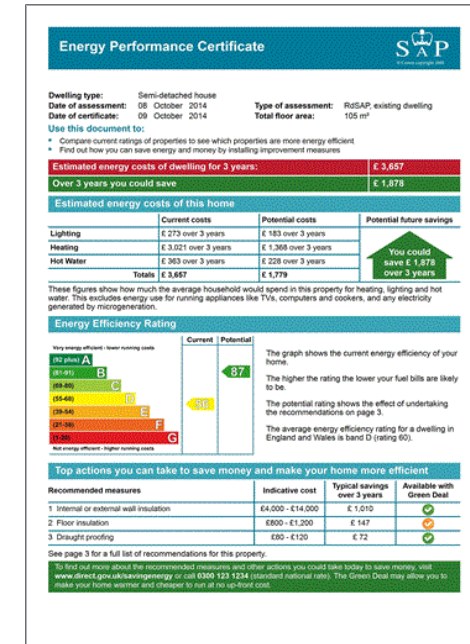 Energy Performance Certificate
SAP
Dwelling type: Semi-detached house
Date of assessment: 08 October 2014 Type of assessment: RdSAP, existing dwelling
Date of certificate: 09 October 2014 Total floor area: 105 m²
Use this document to:
• Compare current ratings of properties to see which properties are more energy efficient
• Find out how you can save energy and money by installing improvement measures
Estimated energy costs of dwelling for 3 years: £ 3,657
Over 3 years you could save £ 1,878
Estimated energy costs of this home
Current costs Potential costs Potential future savings
Lighting £ 273 over 3 years £ 183 over 3 years
Heating £ 3,021 over 3 years £ 1,368 over 3 years
Hot Water £ 363 over 3 years £ 228 over 3 years
Totals £ 3,657 £ 1,779
You could
save £ 1,878
over 3 years
These figures show how much the average household would spend in this property for heating, lighting and hot
water. This excludes energy use for running appliances like TVs, computers and cookers, and any electricity
generated by microgeneration.
Energy Efficiency Rating
Current Potential
Very energy efficient - lower running costs
(92 plus) A
(81-91) B
(69-80) C
(55-68) D
(39-54) E
(21-38) F
(1-20) G
Not energy efficient - higher running costs
87
The graph shows the current energy efficiency of your
home.
The higher the rating the lower your fuel bills are likely
to be.
The potential rating shows the effect of undertaking
the recommendations on page 3.
The average energy efficiency rating for a dwelling in
England and Wales is band D (rating 60).
Top actions you can take to save money and make your home more efficient
Recommended measures Indicative cost Typical savings over 3 years Available with Green Deal
1 Internal or external wall insulation £4,000 - £14,000 £ 1,010
2 Floor insulation £800 - £1,200 £ 147
3 Draught proofing £80 - £120 £ 72
See page 3 for a full list of recommendations for this property.
To find out more about the recommended measures and other actions you could take today to save money, visit
www.direct.gov.uk/savingenergy or call 0300 123 1234 (standard national rate). The Green Deal may allow you to
make your home warmer and cheaper to run at no up-front cost.